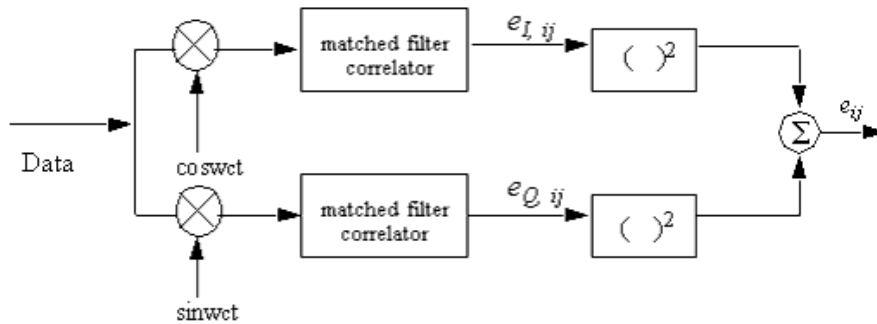 matched filter
correlator
e_{I, ij}
( )²
Data
coswct
Σ
e_{ij}
matched filter
correlator
e_{Q, ij}
( )²
sinwct